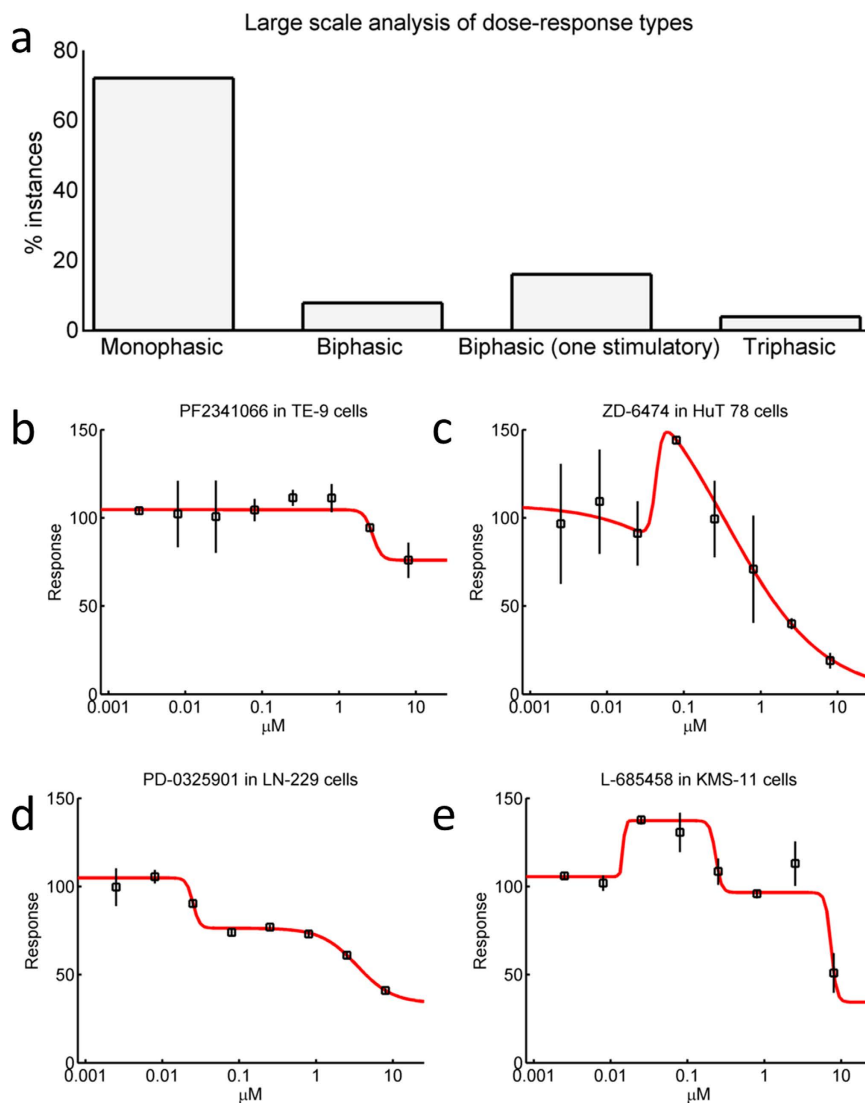 a
Large scale analysis of dose-response types
% instances
80
60
40
20
0
Monophasic
Biphasic
Biphasic (one stimulatory)
Triphasic
b
PF2341066 in TE-9 cells
Response
150
100
50
0
0.001
0.01
0.1
1
10
μM
c
ZD-6474 in HuT 78 cells
Response
150
100
50
0
0.001
0.01
0.1
1
10
μM
d
PD-0325901 in LN-229 cells
Response
150
100
50
0
0.001
0.01
0.1
1
10
μM
e
L-685458 in KMS-11 cells
Response
150
100
50
0
0.001
0.01
0.1
1
10
μM